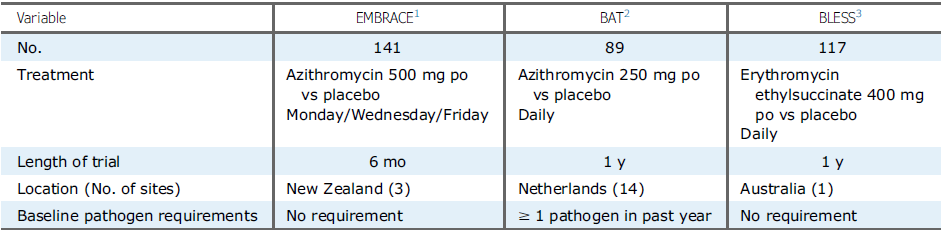 Variable EMBRACE1 BAT2 BLESS3
No. 141 89 117
Treatment Azithromycin 500 mg po Azithromycin 250 mg po Erythromycin
vs placebo vs placebo ethylsuccinate 400 mg
Monday/Wednesday/Friday Daily po vs placebo
Daily
Length of trial 6 mo 1 y 1 y
Location (No. of sites) New Zealand (3) Netherlands (14) Australia (1)
Baseline pathogen requirements No requirement ≥ 1 pathogen in past year No requirement